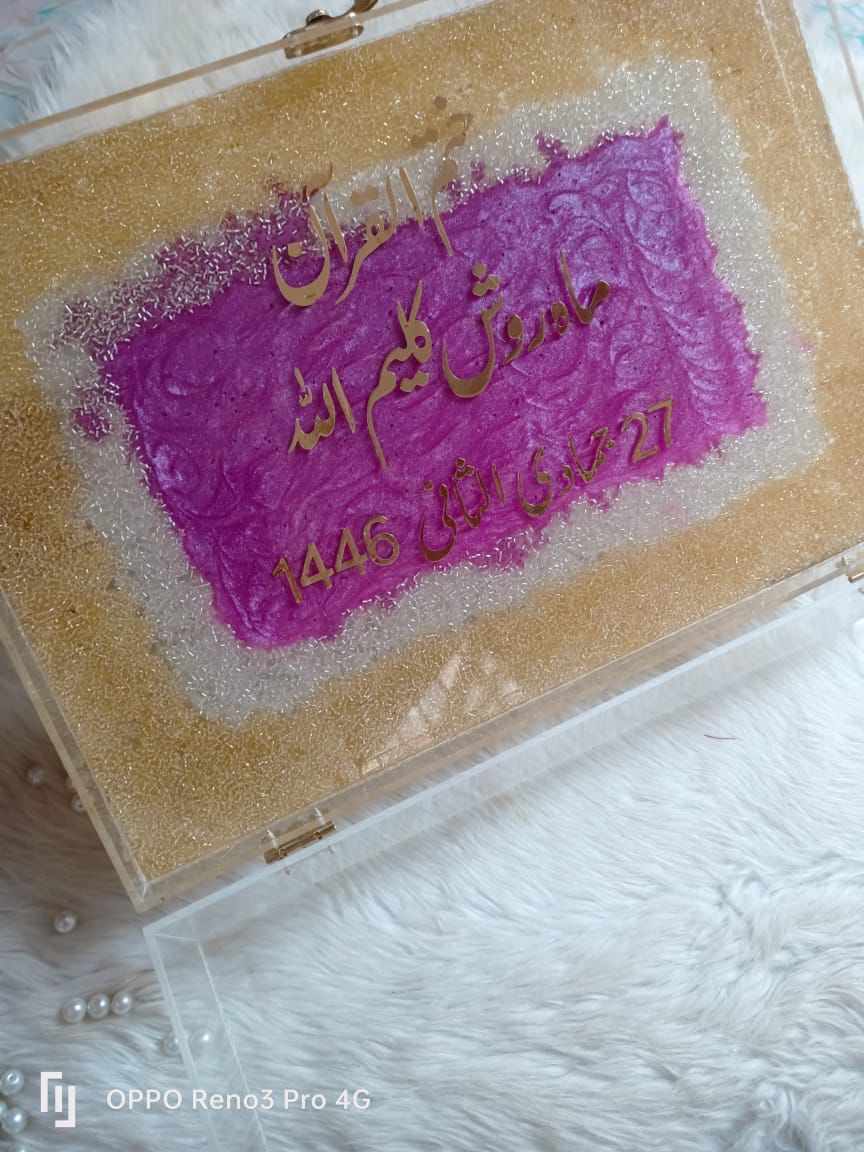 ختم القرآن
ماہ روش کلیم اللہ
27 جمادی الثانی 1446
OPPO Reno3 Pro 4G